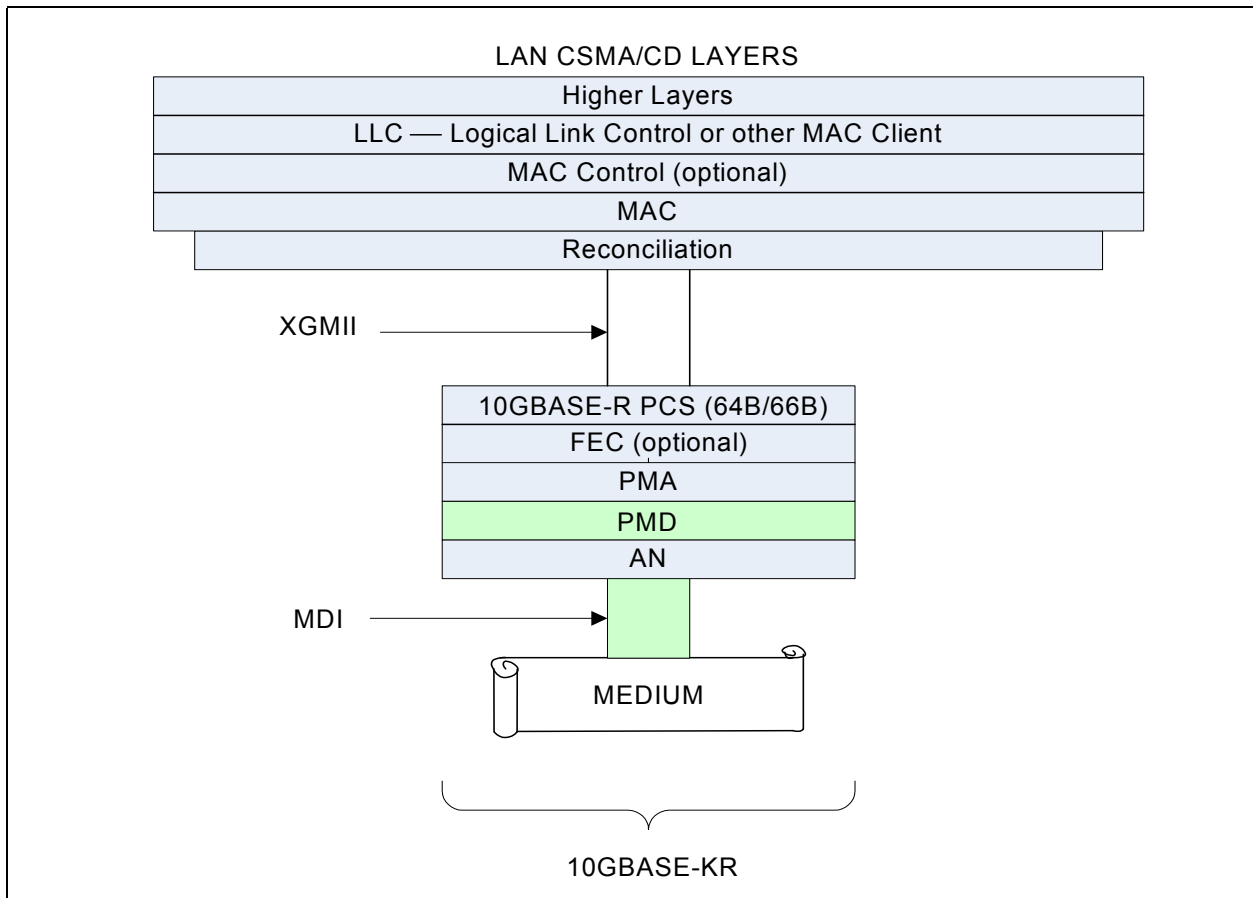 LAN CSMA/CD LAYERS
Higher Layers
LLC — Logical Link Control or other MAC Client
MAC Control (optional)
MAC
Reconciliation
XGMII
10GBASE-R PCS (64B/66B)
FEC (optional)
PMA
PMD
AN
MDI
MEDIUM
10GBASE-KR